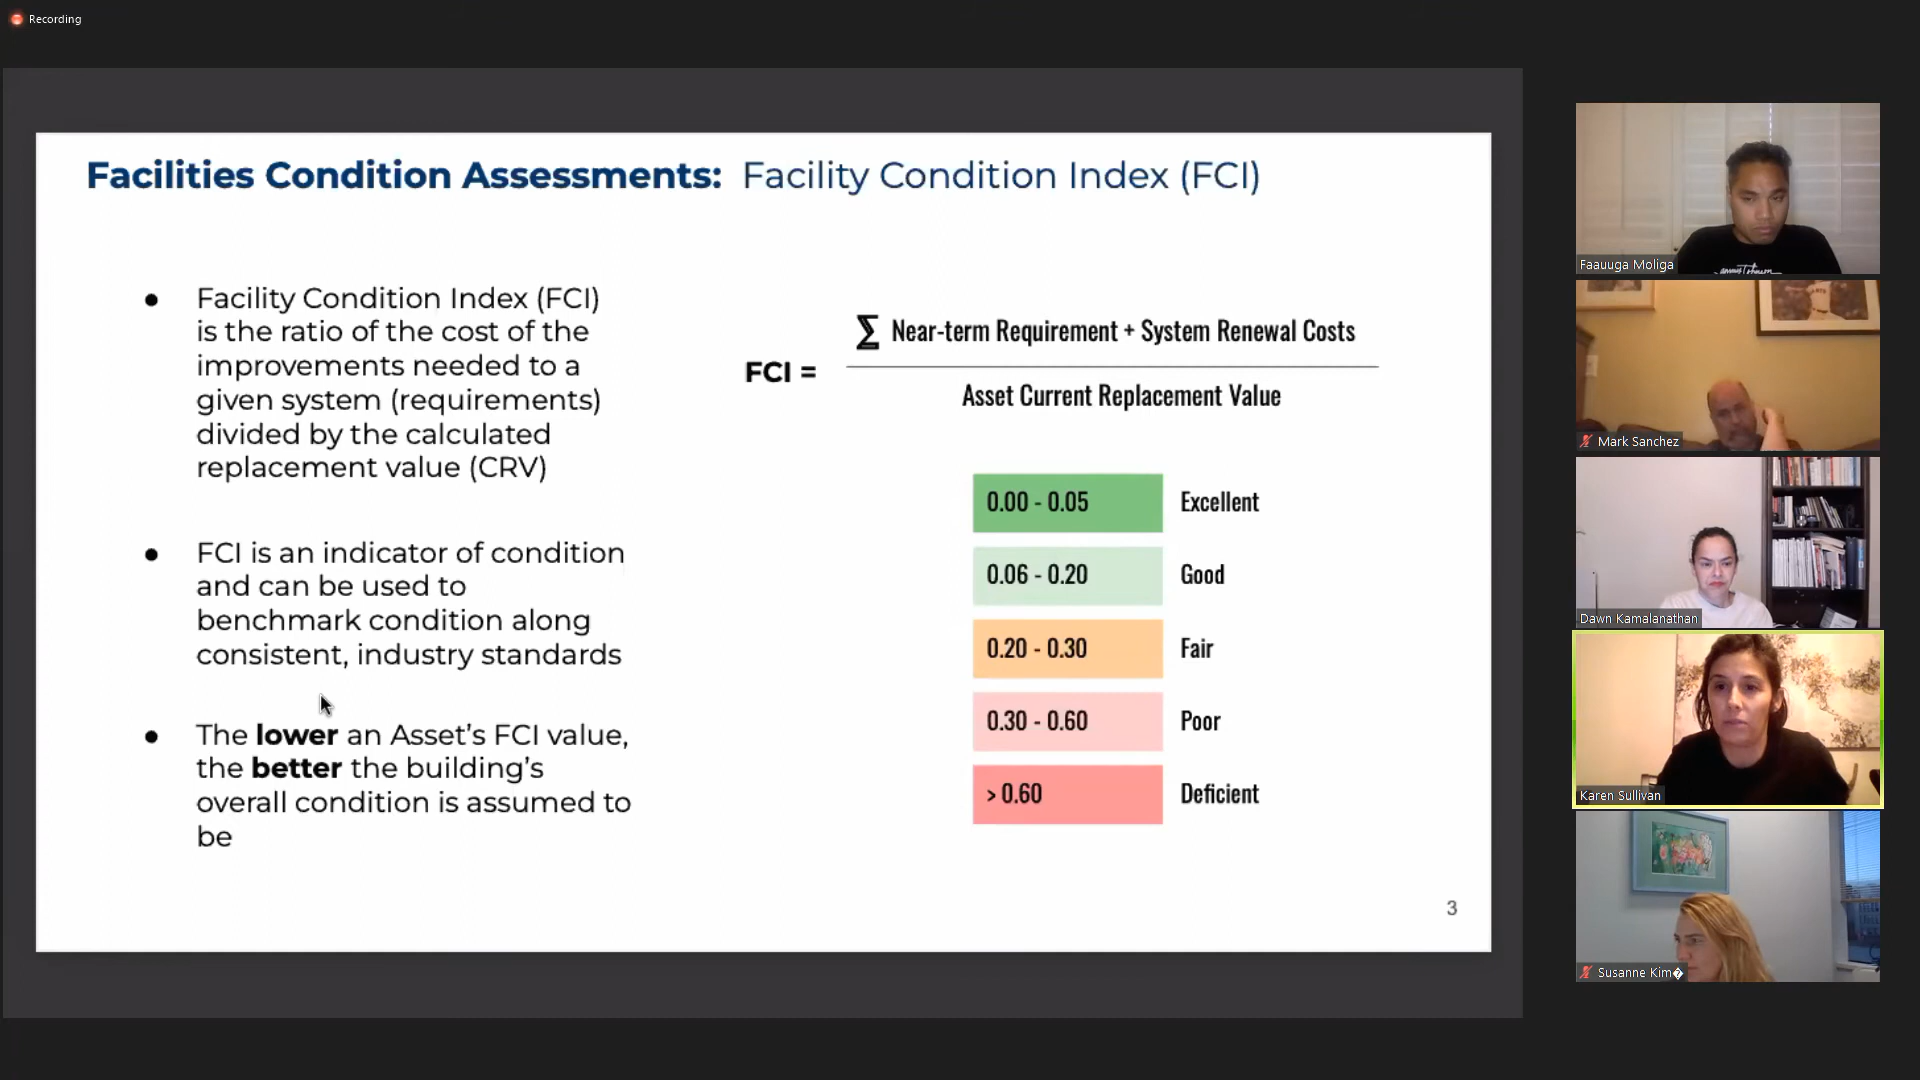 Recording
Facilities Condition Assessments: Facility Condition Index (FCI)
● Facility Condition Index (FCI)
is the ratio of the cost of the
improvements needed to a
given system (requirements)
divided by the calculated
replacement value (CRV)
● FCI is an indicator of condition
and can be used to
benchmark condition along
consistent, industry standards
● The lower an Asset's FCI value,
the better the building's
overall condition is assumed to
be
FCI =
∑ Near-term Requirement + System Renewal Costs
Asset Current Replacement Value
0.00 - 0.05 Excellent
0.06 - 0.20 Good
0.20 - 0.30 Fair
0.30 - 0.60 Poor
> 0.60 Deficient
3
Faauuga Moliga
Mark Sanchez
Dawn Kamalanathan
Karen Sullivan
Susanne Kim�